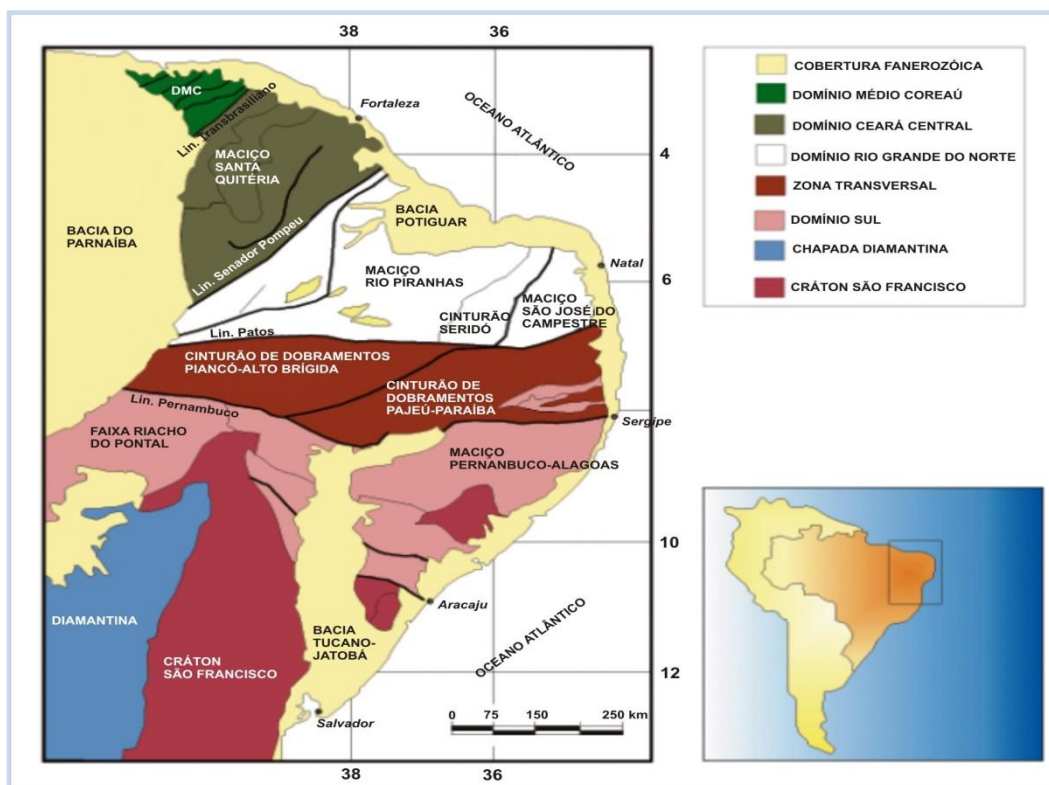 38
36
DMC
Lin. Transbrasiliano
Fortaleza
OCEANO ATLÂNTICO
MACIÇO
SANTA
QUITÉRIA
4
BACIA DO
PARNAÍBA
BACIA
POTIGUAR
Lin. Senador Pompeu
Natal
6
MACIÇO
RIO PIRANHAS
MACIÇO
SÃO JOSÉ DO
CAMPESTRE
CINTURÃO
SERIDÓ
Lin. Patos
CINTURÃO DE DOBRAMENTOS
PIANCÓ-ALTO BRÍGIDA
CINTURÃO DE
DOBRAMENTOS
PAJEÚ-PARAÍBA
Lin. Pernambuco
Sergipe
8
FAIXA RIACHO
DO PONTAL
MACIÇO
PERNANBUCO-ALAGOAS
10
DIAMANTINA
Aracaju
OCEANO ATLÂNTICO
BACIA
TUCANO-
JATOBÁ
CRÁTON
SÃO FRANCISCO
12
Salvador
0 75 150 250 km
38
36
COBERTURA FANEROZÓICA
DOMÍNIO MÉDIO COREAÚ
DOMÍNIO CEARÁ CENTRAL
DOMÍNIO RIO GRANDE DO NORTE
ZONA TRANSVERSAL
DOMÍNIO SUL
CHAPADA DIAMANTINA
CRÁTON SÃO FRANCISCO